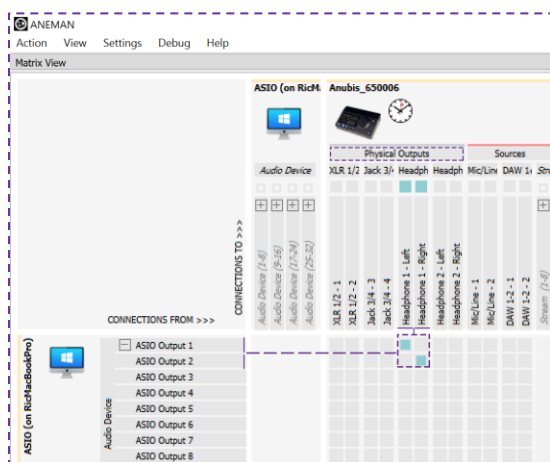 ANEMAN
Action View Settings Debug Help
Matrix View
ASIO (on RicM Anubis_650006
Physical Outputs Sources
Audio Device XLR 1/2 Jack 3/4 Headph Headph Mic/Line DAW 1 Str
CONNECTIONS TO >>>
Audio Device (1-8)
Audio Device (9-16)
Audio Device (17-24)
Audio Device (25-32)
XLR 1/2 - 1
XLR 1/2 - 2
Jack 3/4 - 3
Jack 3/4 - 4
Headphone 1 - Left
Headphone 1 - Right
Headphone 2 - Left
Headphone 2 - Right
Mic/Line - 1
Mic/Line - 2
DAW 1-2 - 1
DAW 1-2 - 2
Stream (1-8)
CONNECTIONS FROM >>>
ASIO (on RicMacBookPro)
Audio Device
ASIO Output 1
ASIO Output 2
ASIO Output 3
ASIO Output 4
ASIO Output 5
ASIO Output 6
ASIO Output 7
ASIO Output 8